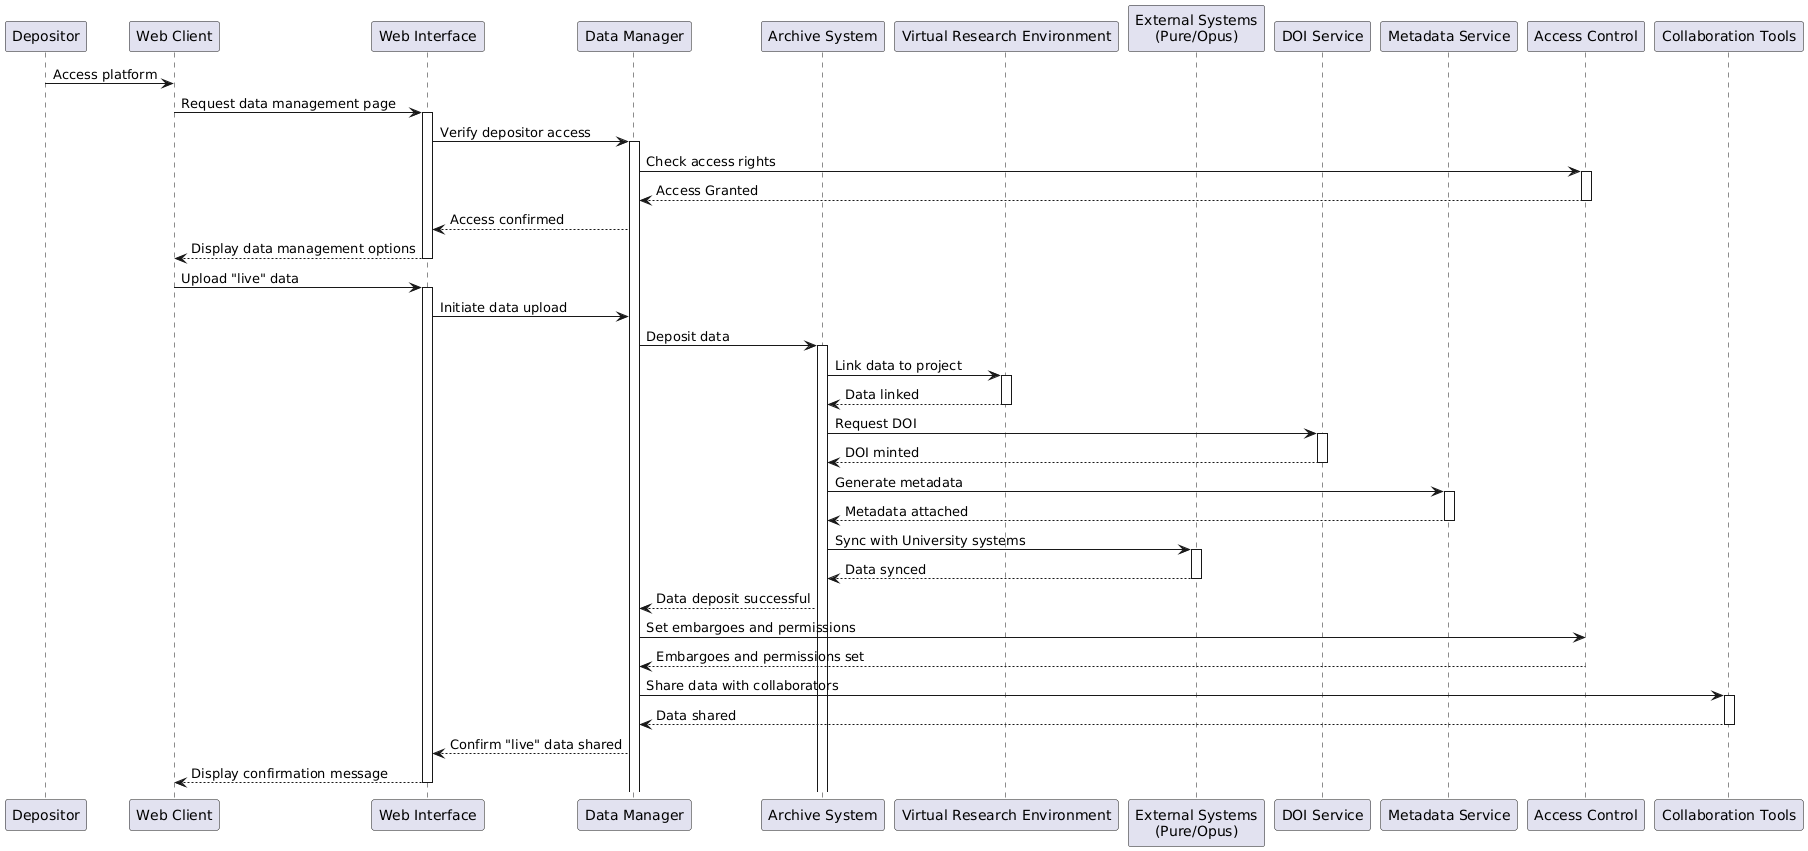 Depositor
Web Client
Web Interface
Data Manager
Archive System
Virtual Research Environment
External Systems
(Pure/Opus)
DOI Service
Metadata Service
Access Control
Collaboration Tools
Access platform
Request data management page
Verify depositor access
Check access rights
Access Granted
Access confirmed
Display data management options
Upload "live" data
Initiate data upload
Deposit data
Link data to project
Data linked
Request DOI
DOI minted
Generate metadata
Metadata attached
Sync with University systems
Data synced
Data deposit successful
Set embargoes and permissions
Embargoes and permissions set
Share data with collaborators
Data shared
Confirm "live" data shared
Display confirmation message
Depositor
Web Client
Web Interface
Data Manager
Archive System
Virtual Research Environment
External Systems
(Pure/Opus)
DOI Service
Metadata Service
Access Control
Collaboration Tools